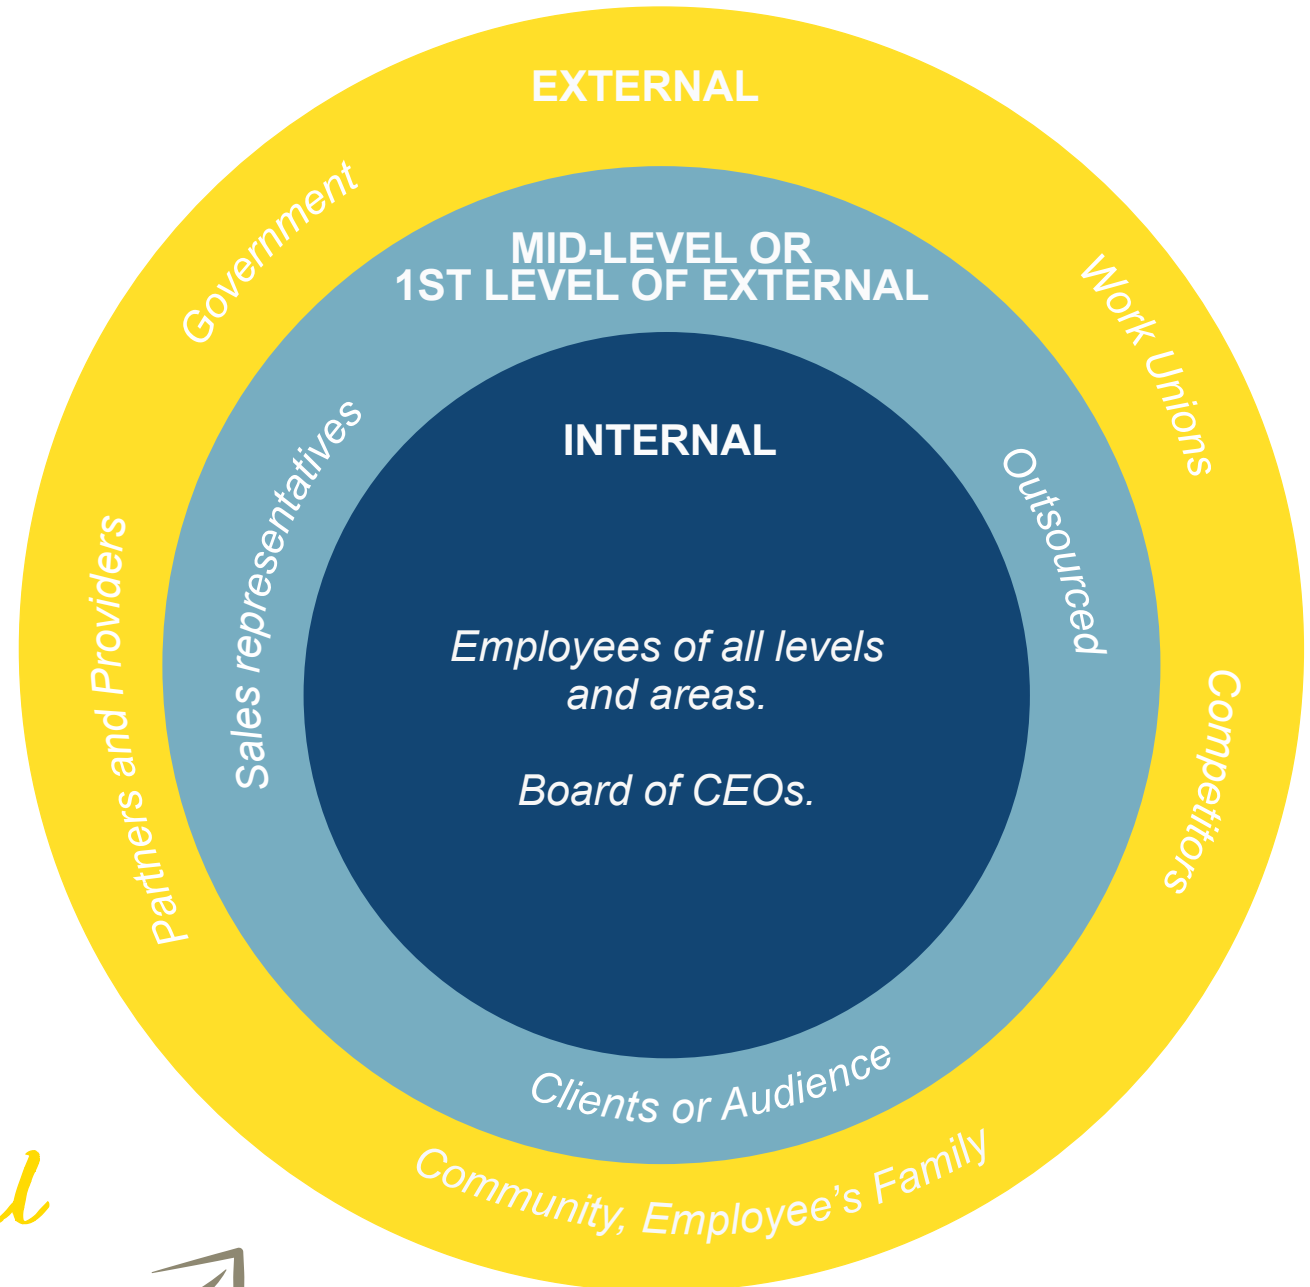 EXTERNAL
Government
Work Unions
MID-LEVEL OR
1ST LEVEL OF EXTERNAL
Sales representatives
Outsourced
INTERNAL
Partners and Providers
Employees of all levels
and areas.
Board of CEOs.
Competitors
Clients or Audience
Community, Employee’s Family